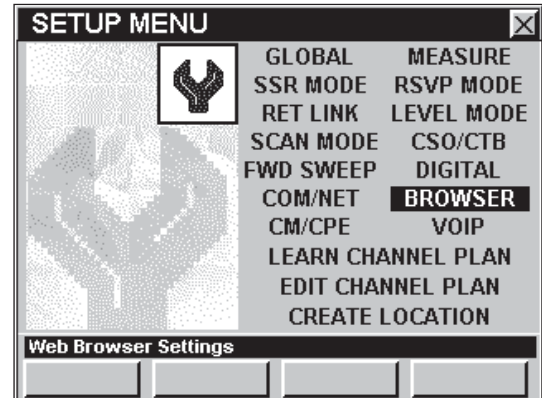 SETUP MENU
GLOBAL MEASURE
SSR MODE RSVP MODE
RET LINK LEVEL MODE
SCAN MODE CSO/CTB
FWD SWEEP DIGITAL
COM/NET BROWSER
CM/CPE VOIP
LEARN CHANNEL PLAN
EDIT CHANNEL PLAN
CREATE LOCATION
Web Browser Settings